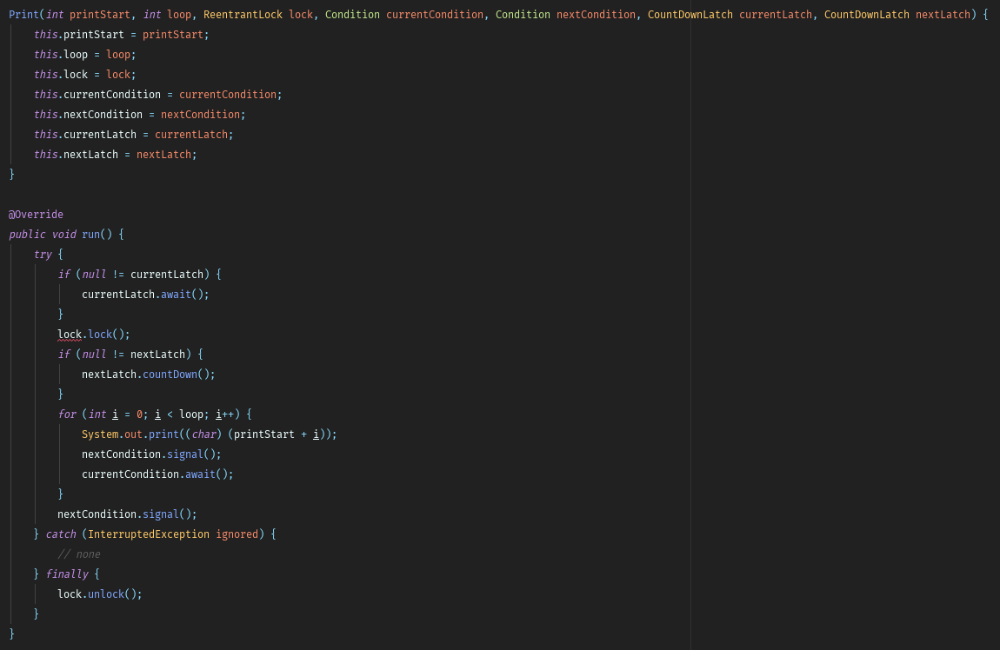 Print(int printStart, int loop, ReentrantLock lock, Condition currentCondition, Condition nextCondition, CountDownLatch currentLatch, CountDownLatch nextLatch) {
    this.printStart = printStart;
    this.loop = loop;
    this.lock = lock;
    this.currentCondition = currentCondition;
    this.nextCondition = nextCondition;
    this.currentLatch = currentLatch;
    this.nextLatch = nextLatch;
}

@Override
public void run() {
    try {
        if (null != currentLatch) {
            currentLatch.await();
        }
        lock.lock();
        if (null != nextLatch) {
            nextLatch.countDown();
        }
        for (int i = 0; i < loop; i++) {
            System.out.print((char) (printStart + i));
            nextCondition.signal();
            currentCondition.await();
        }
        nextCondition.signal();
    } catch (InterruptedException ignored) {
        // none
    } finally {
        lock.unlock();
    }
}